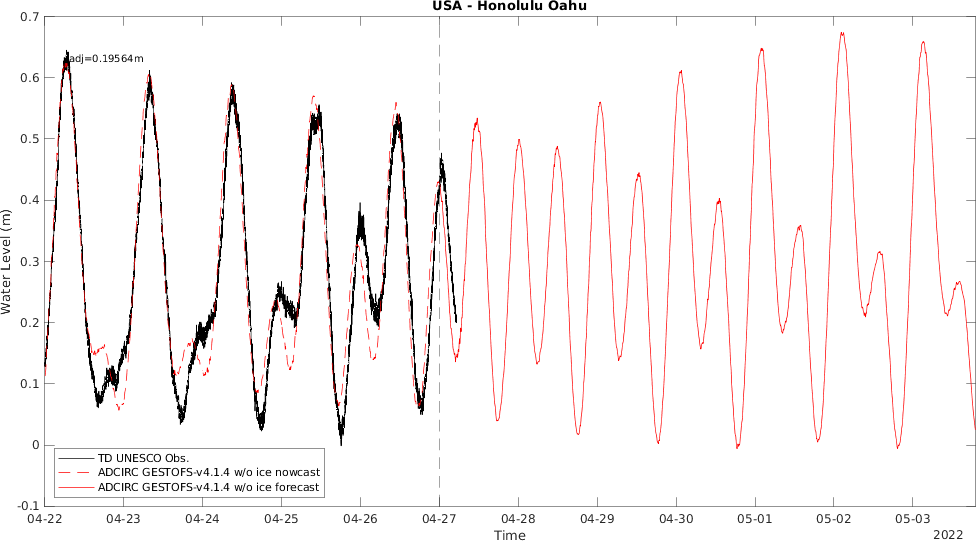 USA - Honolulu Oahu
0.7
adj=0.19564m
0.6
0.5
0.4
0.3
0.2
0.1
0
-0.1
Water Level (m)
TD UNESCO Obs.
ADCIRC GESTOFS-v4.1.4 w/o ice nowcast
ADCIRC GESTOFS-v4.1.4 w/o ice forecast
04-22 04-23 04-24 04-25 04-26 04-27 04-28 04-29 04-30 05-01 05-02 05-03
Time
2022